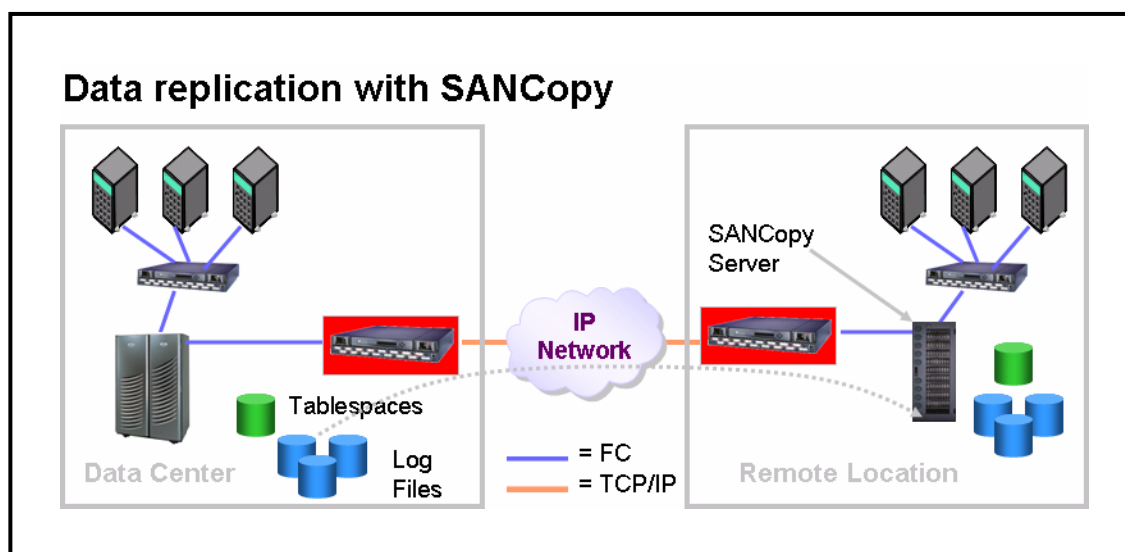 Data replication with SANCopy
SANCopy
Server
IP
Network
Tablespaces
Log
Files
Data Center
= FC
= TCP/IP
Remote Location